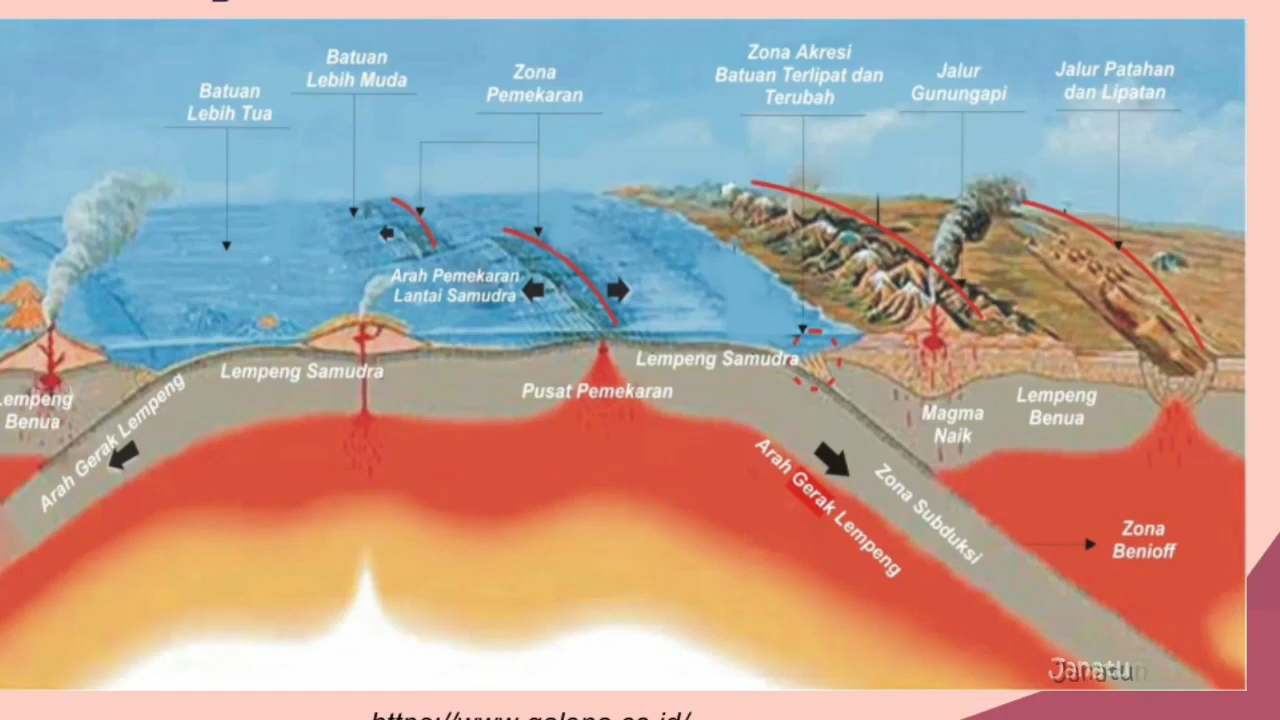 Batuan
Lebih Tua
Batuan
Lebih Muda
Zona
Pemekaran
Zona Akresi
Batuan Terlipat dan
Terubah
Jalur
Gunungapi
Jalur Patahan
dan Lipatan
Arah Pemekaran
Lantai Samudra
Lempeng
Benua
Arah Gerak Lempeng
Lempeng Samudra
Pusat Pemekaran
Lempeng Samudra
Magma
Naik
Lempeng
Benua
Arah Gerak Lempeng
Zona Subduksi
Zona
Benioff